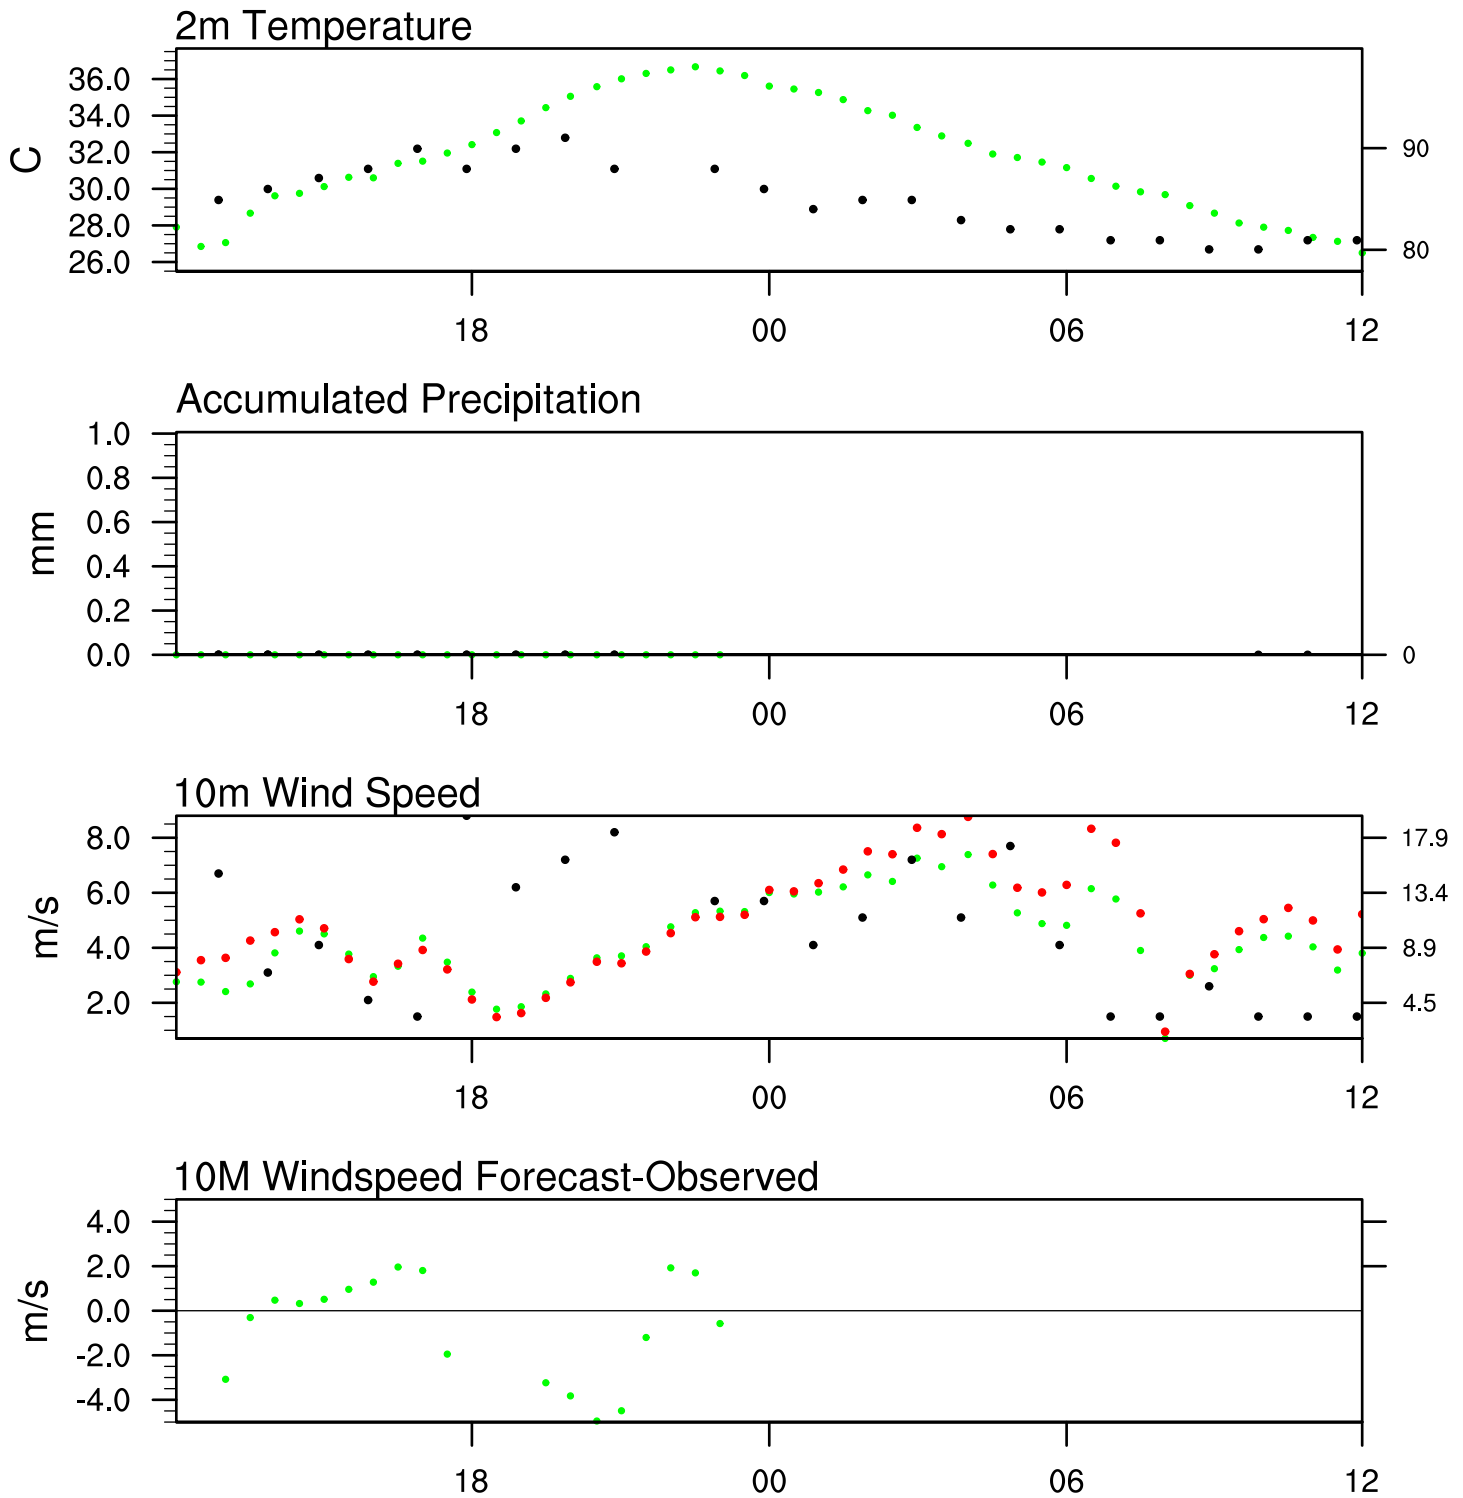 2m Temperature
C
36.0
34.0
32.0
30.0
28.0
26.0
90
80
18 00 06 12
Accumulated Precipitation
mm
1.0
0.8
0.6
0.4
0.2
0.0
0
18 00 06 12
10m Wind Speed
m/s
8.0
6.0
4.0
2.0
17.9
13.4
8.9
4.5
18 00 06 12
10M Windspeed Forecast-Observed
m/s
4.0
2.0
0.0
-2.0
-4.0
18 00 06 12